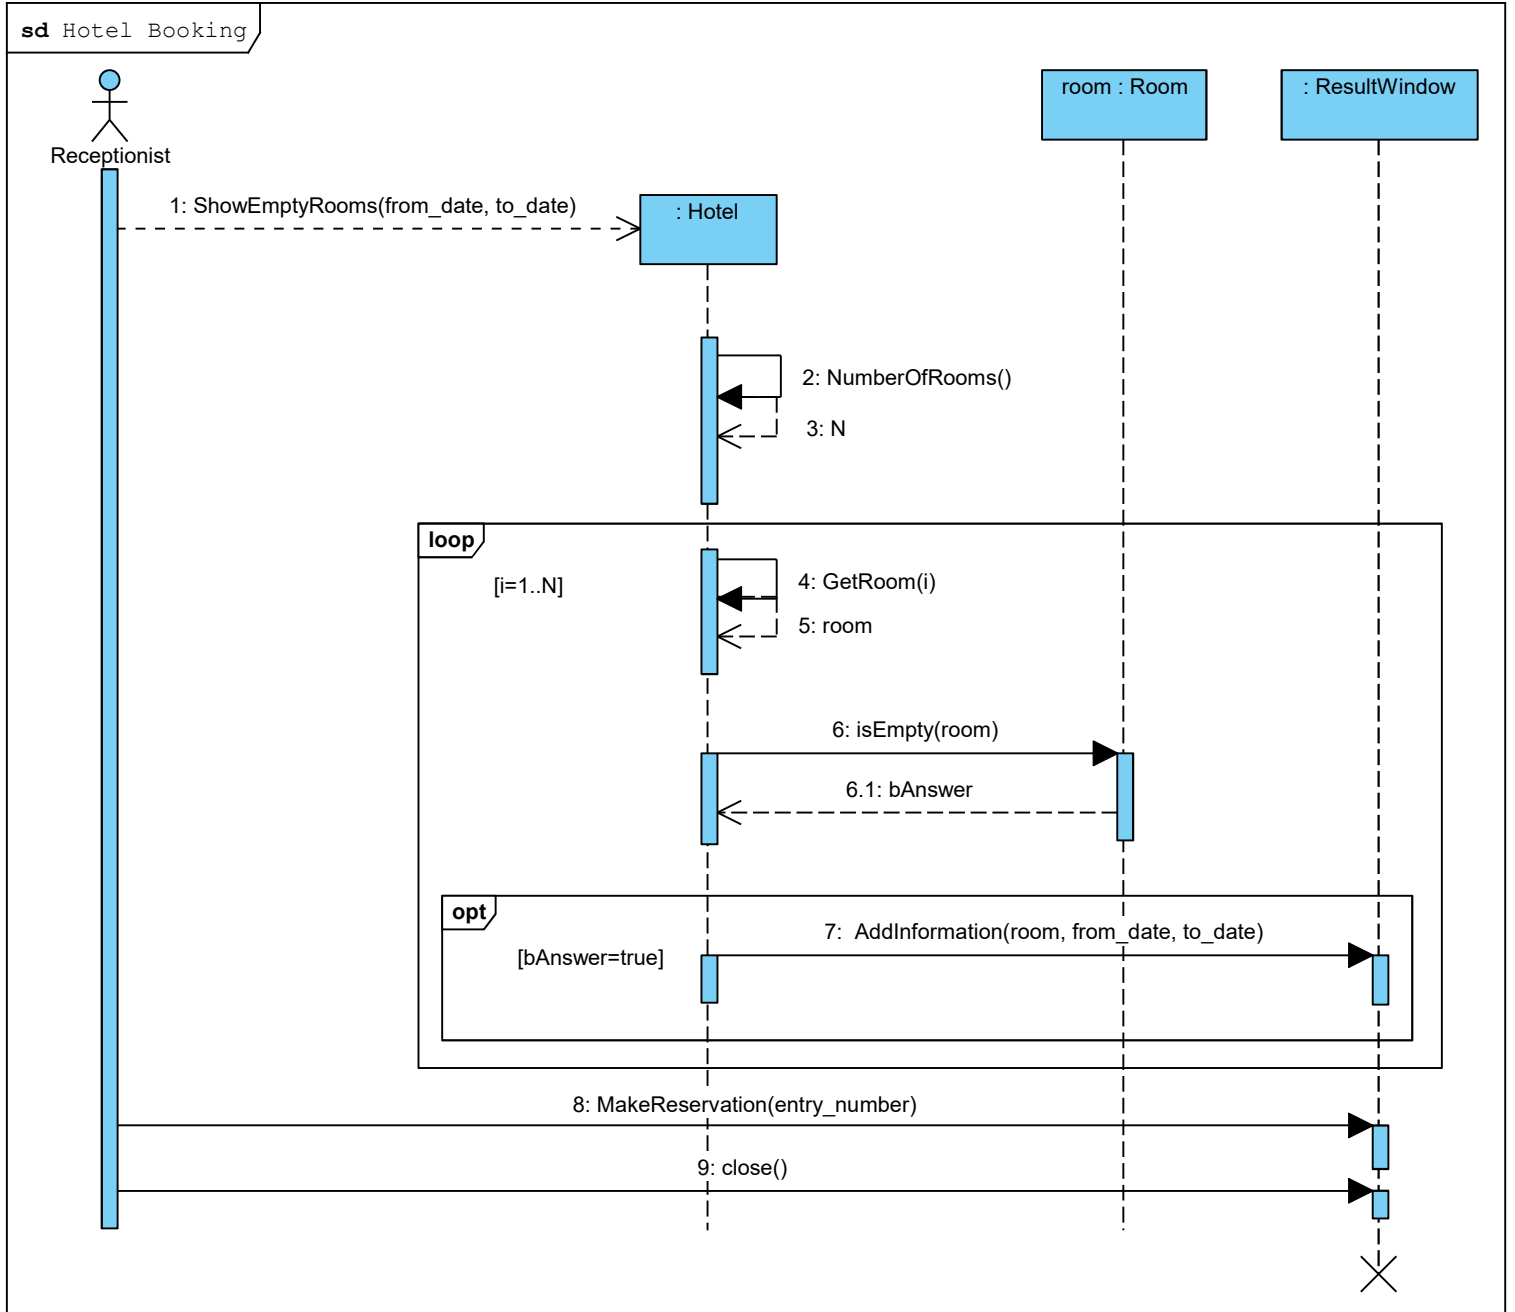 sd Hotel Booking
Receptionist
room : Room
: ResultWindow
1: ShowEmptyRooms(from_date, to_date)
: Hotel
2: NumberOfRooms()
3: N
loop
[i=1..N]
4: GetRoom(i)
5: room
6: isEmpty(room)
6.1: bAnswer
opt
[bAnswer=true]
7:  AddInformation(room, from_date, to_date)
8: MakeReservation(entry_number)
9: close()